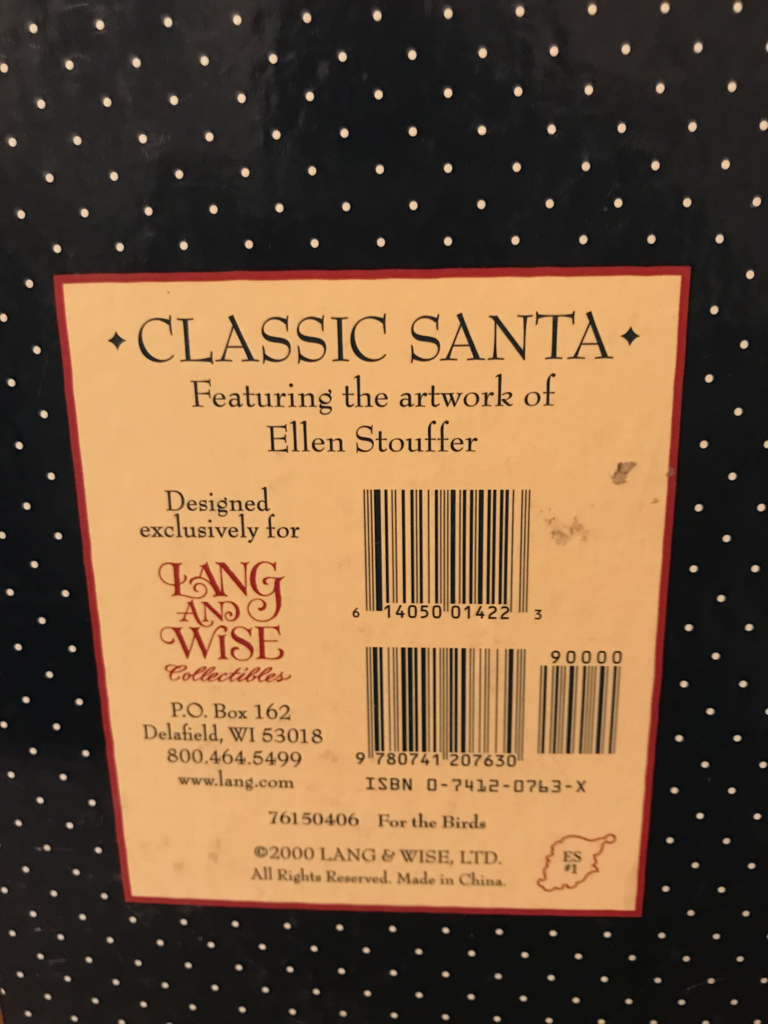 CLASSIC SANTA
Featuring the artwork of
Ellen Stouffer
Designed
exclusively for
LANG
AND
WISE
Collectibles
P.O. Box 162
Delafield, WI 53018
800.464.5499
www.lang.com
6 14050 01422 3
90000
9 780741 207630
ISBN 0-7412-0763-X
76150406 For the Birds
©2000 LANG & WISE, LTD.
All Rights Reserved. Made in China.
ES
#1